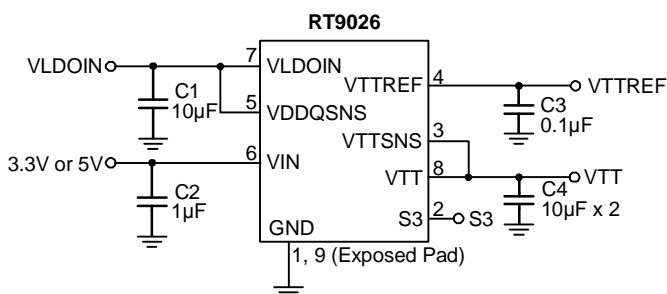 RT9026
VLDOIN
7
VLDOIN
C1
10µF
5
VDDQSNS
VTTREF
4
VTTREF
C3
0.1µF
VTTSNS
3
3.3V or 5V
6
VIN
C2
1µF
VTT
8
VTT
C4
10µF x 2
S3
2
S3
GND
1, 9 (Exposed Pad)